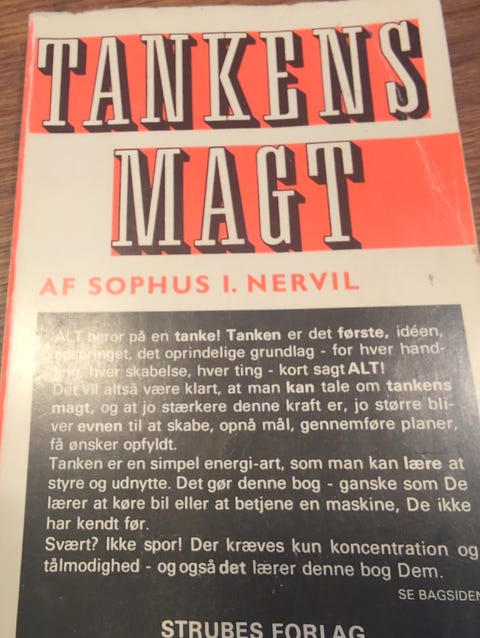 TANKENS
MAGT
AF SOPHUS I. NERVIL
ALT beror på en tanke! Tanken er det første, idéen,
udspringet, det oprindelige grundlag - for hver hand-
ling, hver skabelse, hver ting - kort sagt ALT!
Det vil altså være klart, at man kan tale om tankens
magt, og at jo stærkere denne kraft er, jo større bli-
ver evnen til at skabe, opnå mål, gennemføre planer,
få ønsker opfyldt.
Tanken er en simpel energi-art, som man kan lære at
styre og udnytte. Det gør denne bog - ganske som De
lærer at køre bil eller at betjene en maskine, De ikke
har kendt før.
Svært? Ikke spor! Der kræves kun koncentration og
tålmodighed - og også det lærer denne bog Dem.
SE BAGSIDEN
STRUBES FORLAG